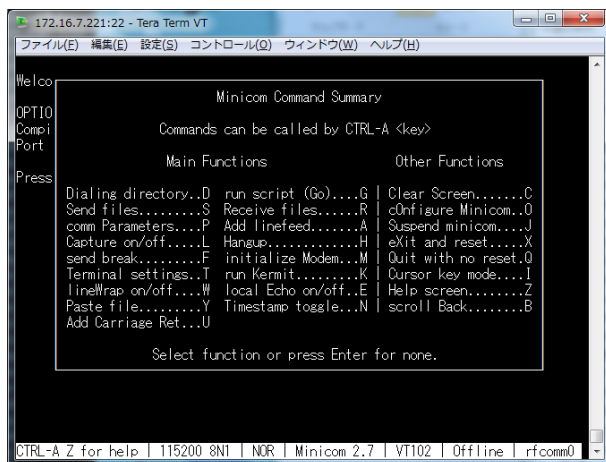 172.16.7.221:22 - Tera Term VT
ファイル(F) 編集(E) 設定(S) コントロール(O) ウィンドウ(W) ヘルプ(H)
Welco
Minicom Command Summary
OPTIO
Compi Commands can be called by CTRL-A <key>
Port
Main Functions Other Functions
Press
Dialing directory..D run script (Go)....G | Clear Screen.......C
Send files.........S Receive files......R | cOnfigure Minicom..O
comm Parameters....P Add linefeed.......A | Suspend minicom....J
Capture on/off.....L Hangup.............H | eXit and reset.....X
send break.........F initialize Modem...M | Quit with no reset.Q
Terminal settings..T run Kermit.........K | Cursor key mode....I
lineWrap on/off....W local Echo on/off..E | Help screen........Z
Paste file.........Y Timestamp toggle...N | scroll Back........B
Add Carriage Ret...U
Select function or press Enter for none.
CTRL-A Z for help | 115200 8N1 | NOR | Minicom 2.7 | VT102 | Offline | rfcomm0